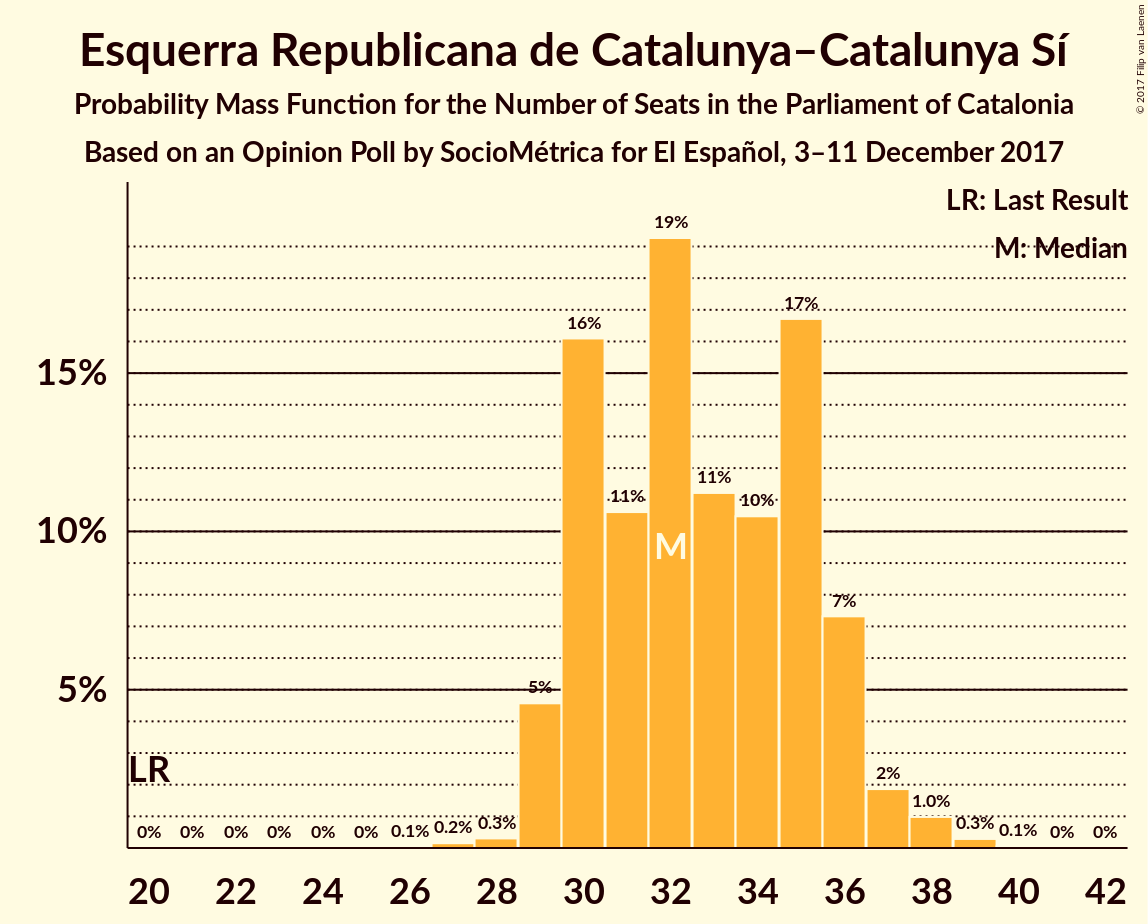 Esquerra Republicana de Catalunya–Catalunya Sí
Probability Mass Function for the Number of Seats in the Parliament of Catalonia
Based on an Opinion Poll by SocioMétrica for El Español, 3–11 December 2017
© 2017 Filip van Laenen
LR: Last Result
M: Median
15%
10%
5%
LR
M
0%
0%
0%
0%
0%
0%
0.1%
0.2%
0.3%
5%
16%
11%
19%
11%
10%
17%
7%
2%
1.0%
0.3%
0.1%
0%
0%
20 22 24 26 28 30 32 34 36 38 40 42